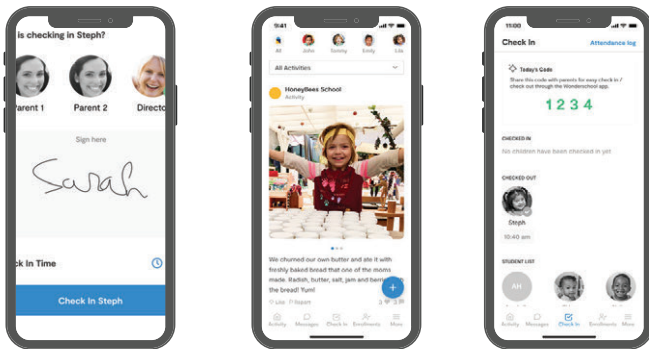 is checking in Steph?
Parent 1
Parent 2
Directo
Sign here
Sarah
ck In Time
Check In Steph
9:41
All
John
Tommy
Emily
Lila
All Activities
HoneyBees School
Activity
We churned our own butter and ate it with
freshly baked bread that one of the moms
made. Radish, butter, salt, jam and
the bread! Yum!
Like
3
3
Activity
Messages
Check In
Enrollments
More
11:00
Check In
Attendance log
Today's Code
Share this code with parents for easy check in /
check out through the Wonderschool app.
1234
CHECKED IN
No children have been checked in yet
CHECKED OUT
Steph
10:40 am
STUDENT LIST
AH
Activity
Messages
Check In
Enrollments
More